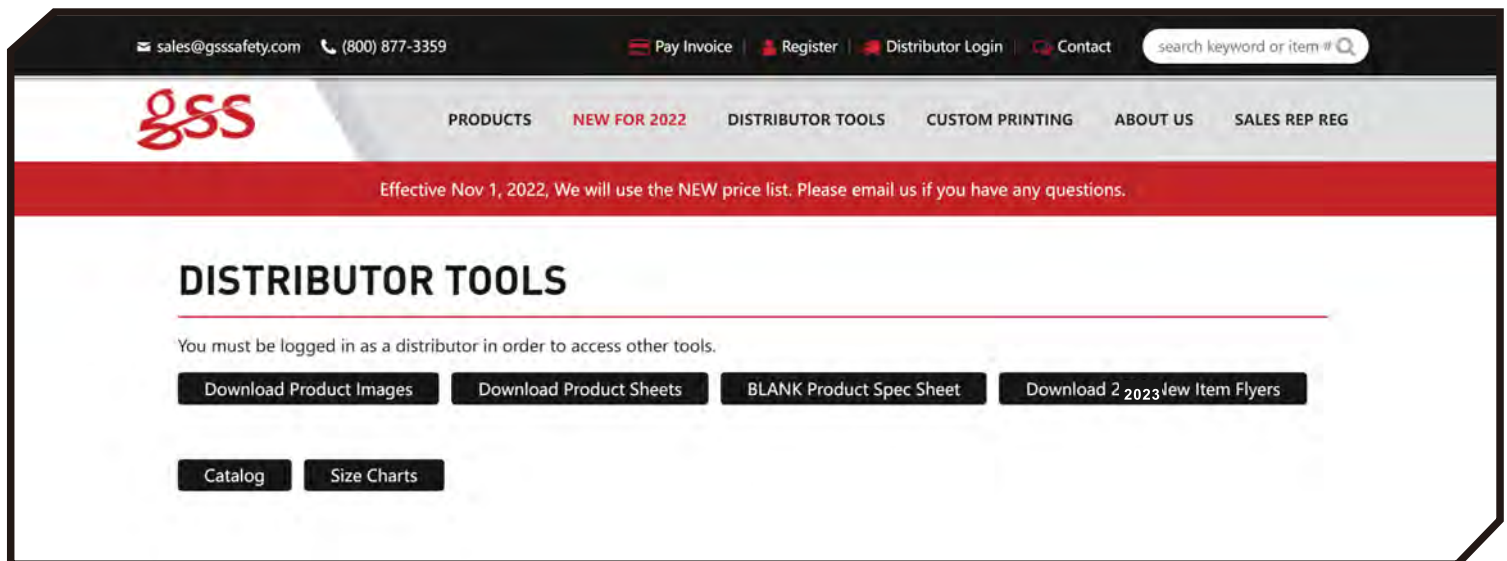 sales@gsssafety.com (800) 877-3359 Pay Invoice Register Distributor Login Contact search keyword or item #
gss
PRODUCTS NEW FOR 2022 DISTRIBUTOR TOOLS CUSTOM PRINTING ABOUT US SALES REP REG
Effective Nov 1, 2022, We will use the NEW price list. Please email us if you have any questions.
DISTRIBUTOR TOOLS
You must be logged in as a distributor in order to access other tools.
Download Product Images Download Product Sheets BLANK Product Spec Sheet Download 2023 Item Flyers
Catalog Size Charts